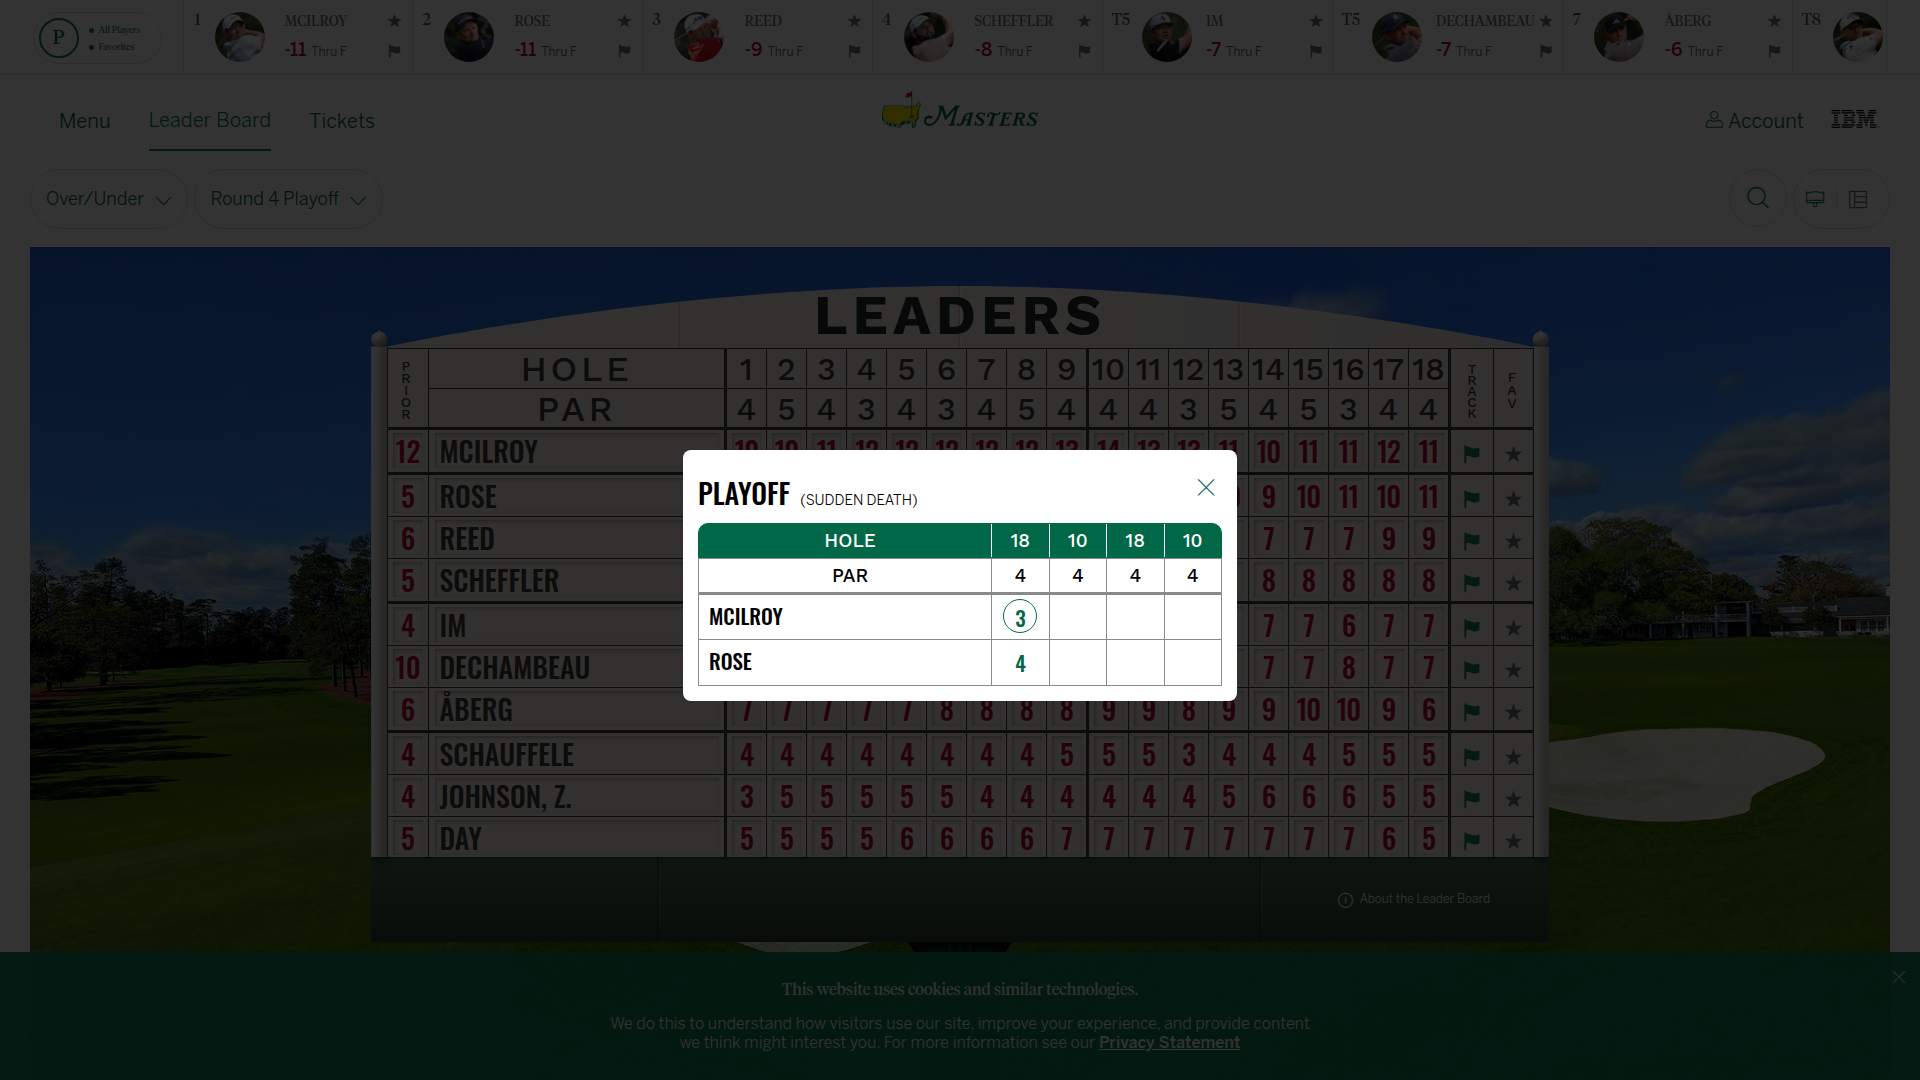 P
All Players
Favorites
1 MCILROY -11 Thru F
2 ROSE -11 Thru F
3 REED -9 Thru F
4 SCHEFFLER -8 Thru F
T5 IM -7 Thru F
T5 DECHAMBEAU -7 Thru F
7 ÅBERG -6 Thru F
T8
Menu Leader Board Tickets
MASTERS
Account IBM
Over/Under Round 4 Playoff
LEADERS
PRIOR HOLE 1 2 3 4 5 6 7 8 9 10 11 12 13 14 15 16 17 18 TRACK FAV
PAR 4 5 4 3 4 3 4 5 4 4 4 3 5 4 5 3 4 4
12 MCILROY 10 10 11 12 12 12 12 12 13 14 13 13 11 10 11 11 12 11
5 ROSE 9 10 11 10 11
6 REED 7 7 7 9 9
5 SCHEFFLER 8 8 8 8 8
4 IM 7 7 6 7 7
10 DECHAMBEAU 7 7 8 7 7
6 ÅBERG 7 7 7 7 7 8 8 8 8 9 9 8 9 9 10 10 9 6
4 SCHAUFFELE 4 4 4 4 4 4 4 4 5 5 5 3 4 4 4 5 5 5
4 JOHNSON, Z. 3 5 5 5 5 5 4 4 4 4 4 4 5 6 6 6 5 5
5 DAY 5 5 5 5 6 6 6 6 7 7 7 7 7 7 7 7 6 5
PLAYOFF (SUDDEN DEATH)
HOLE 18 10 18 10
PAR 4 4 4 4
MCILROY 3
ROSE 4
About the Leader Board
This website uses cookies and similar technologies.
We do this to understand how visitors use our site, improve your experience, and provide content
we think might interest you. For more information see our Privacy Statement